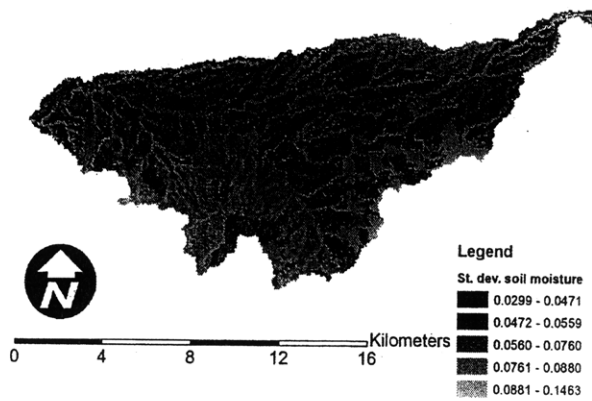 N
Kilometers
0 4 8 12 16
Legend
St. dev. soil moisture
0.0299 - 0.0471
0.0472 - 0.0559
0.0560 - 0.0760
0.0761 - 0.0880
0.0881 - 0.1463